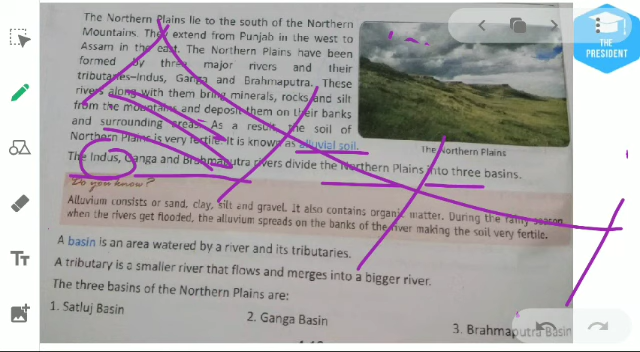 The Northern Plains lie to the south of the Northern
Mountains. They extend from Punjab in the west to
Assam in the east. The Northern Plains have been
formed by three major rivers and their
tributaries–Indus, Ganga and Brahmaputra. These
rivers along with them bring minerals, rocks and silt
from the mountains and deposit them on their banks
and surrounding areas. As a result, the soil of
Northern Plains is very fertile. It is known as alluvial soil.
The Northern Plains
The Indus, Ganga and Brahmaputra rivers divide the Northern Plains into three basins.
Do you know?
Alluvium consists or sand, clay, silt and gravel. It also contains organic matter. During the rainy season
when the rivers get flooded, the alluvium spreads on the banks of the river making the soil very fertile.
A basin is an area watered by a river and its tributaries.
A tributary is a smaller river that flows and merges into a bigger river.
The three basins of the Northern Plains are:
1. Satluj Basin
2. Ganga Basin
3. Brahmaputra Basin
THE
PRESIDENT
TT